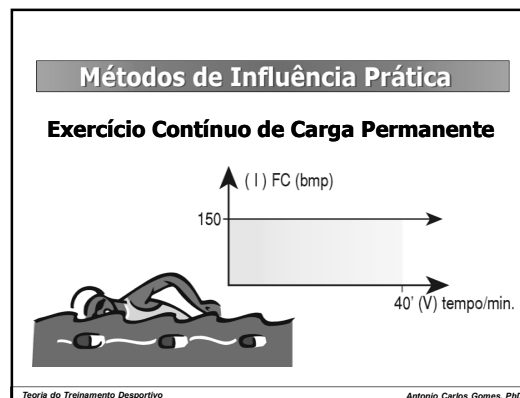 Métodos de Influência Prática
Exercício Contínuo de Carga Permanente
( I ) FC (bmp)
150
40' (V) tempo/min.
Teoria do Treinamento Desportivo
Antonio Carlos Gomes, PhD